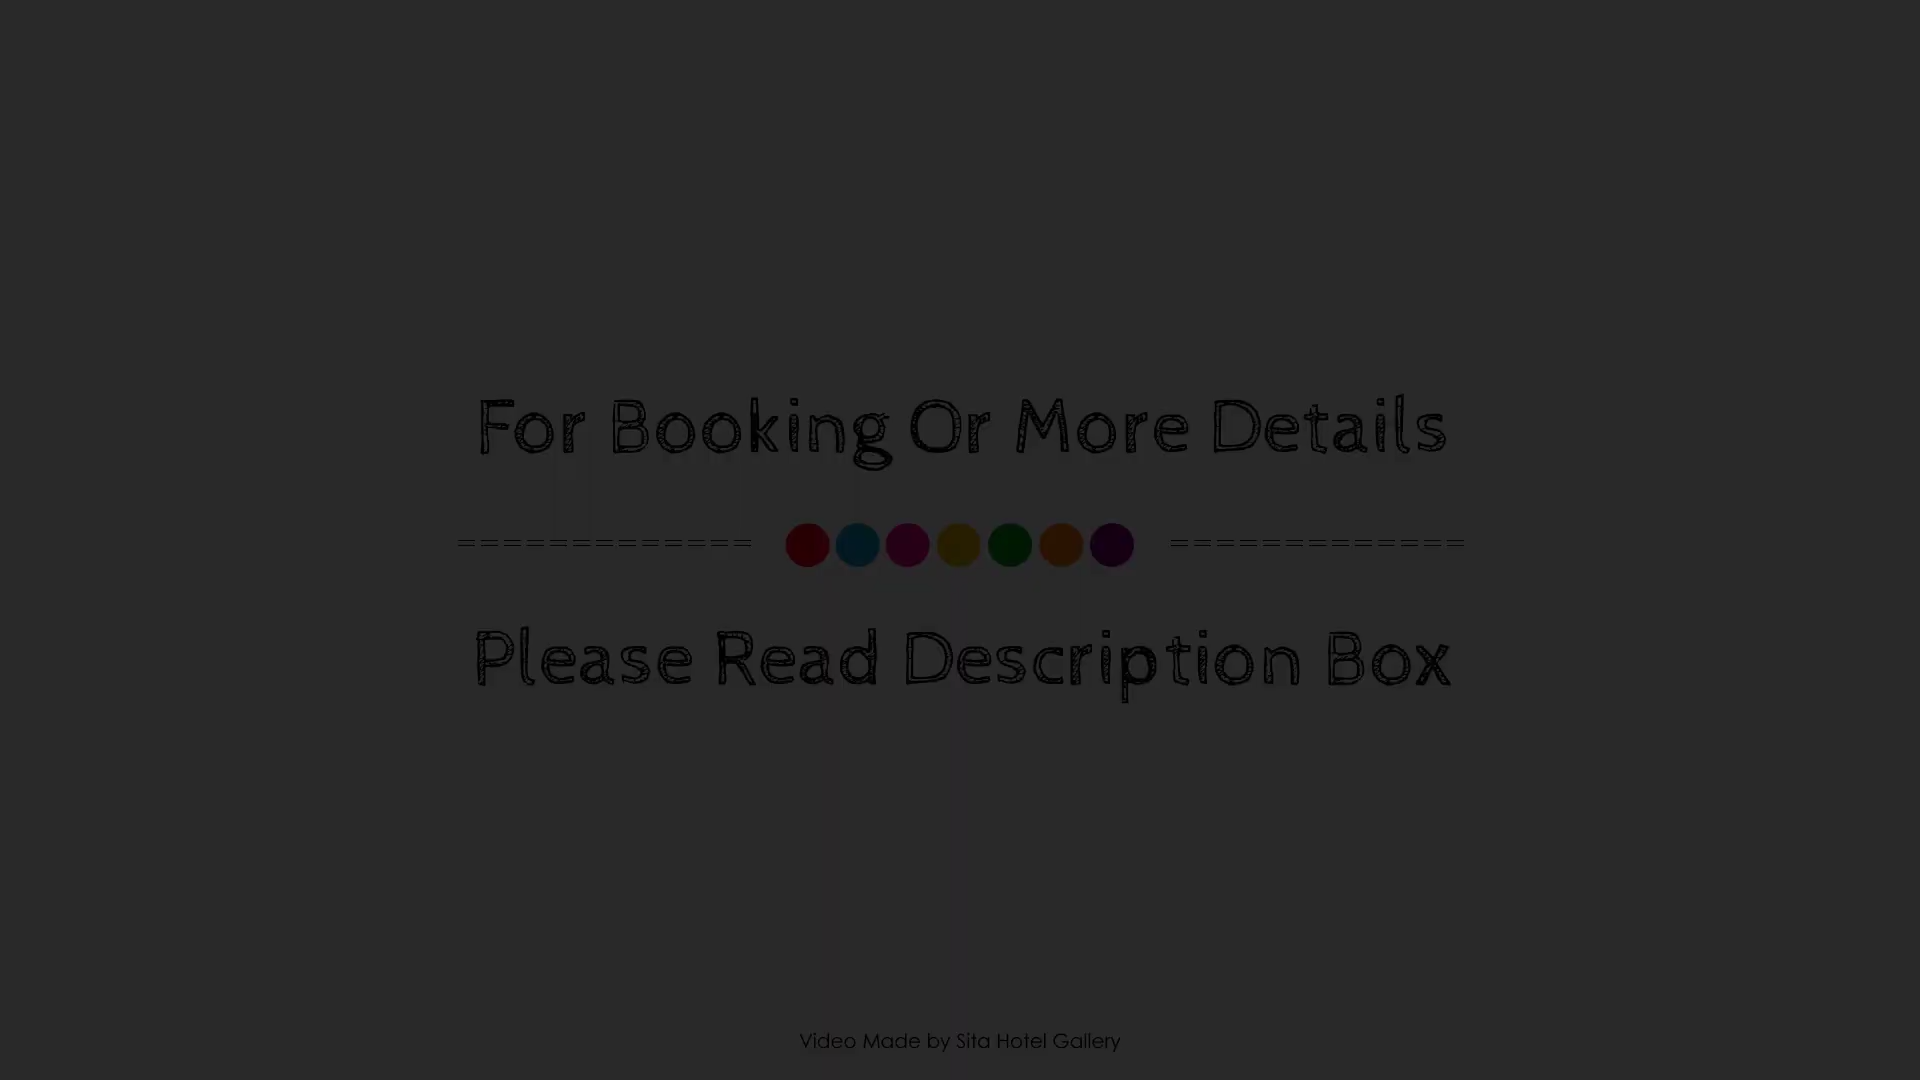 For Booking Or More Details
============= =============
Please Read Description Box
Video Made by Sita Hotel Gallery